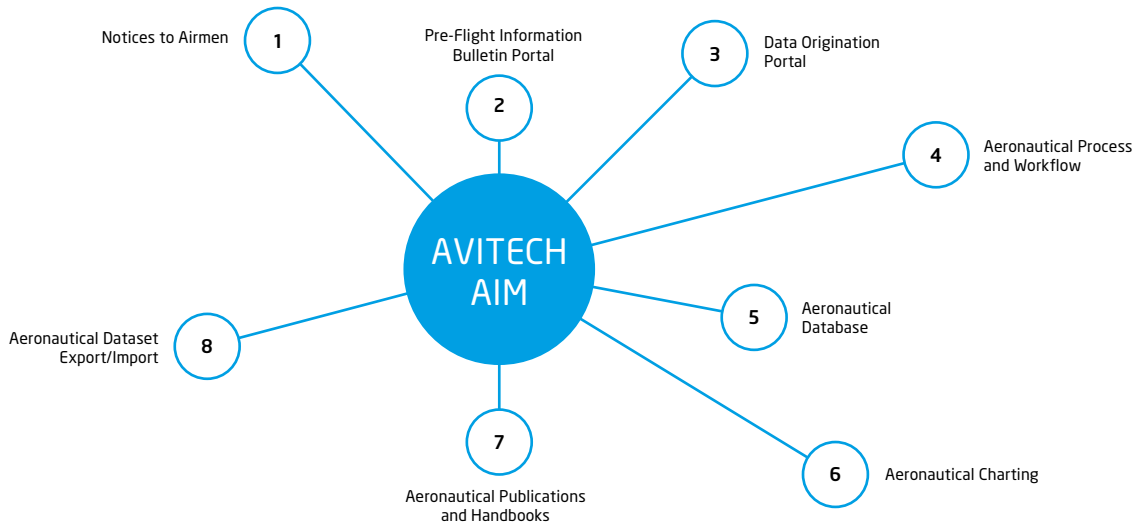 Notices to Airmen
1
Pre-Flight Information
Bulletin Portal
2
3
Data Origination
Portal
4
Aeronautical Process
and Workflow
AVITECH
AIM
5
Aeronautical
Database
Aeronautical Dataset
Export/Import
8
7
Aeronautical Publications
and Handbooks
6
Aeronautical Charting